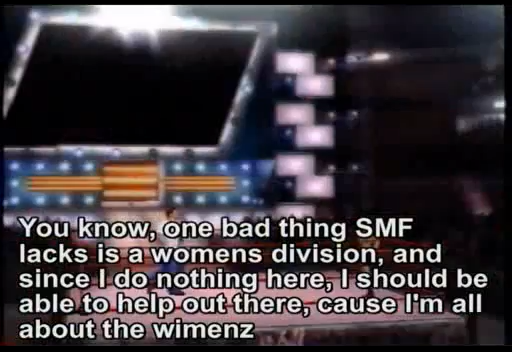 You know, one bad thing SMF
lacks is a womens division, and
since I do nothing here, I should be
able to help out there, cause I'm all
about the wimenz